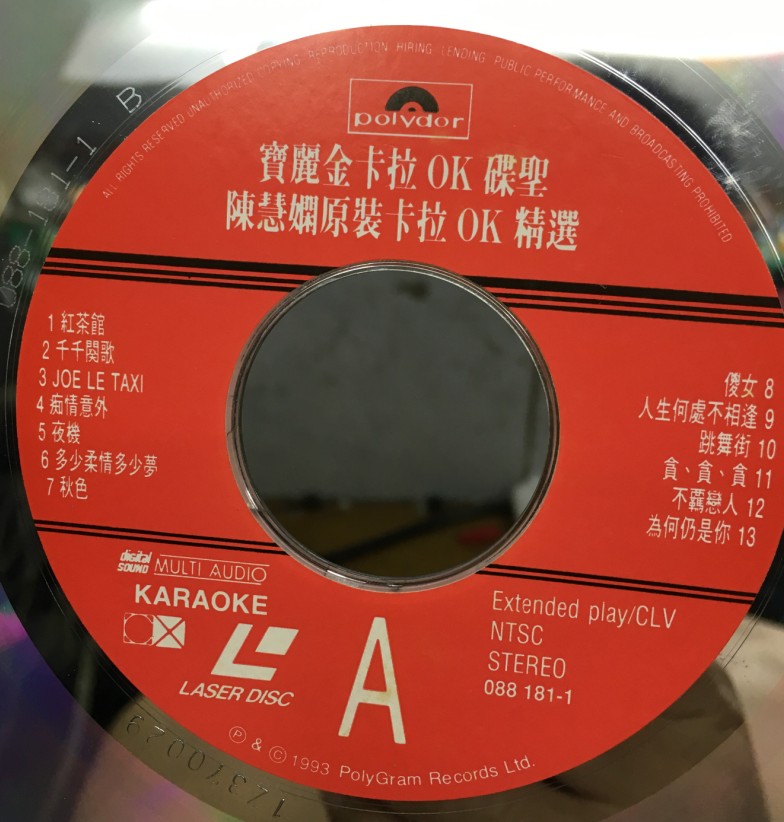 ALL RIGHTS RESERVED UNAUTHORIZED COPYING, REPRODUCTION, HIRING, LENDING, PUBLIC PERFORMANCE AND BROADCASTING PROHIBITED
polydor
寶麗金卡拉 OK 碟聖
陳慧嫻原裝卡拉 OK 精選
1 紅茶館
2 千千闋歌
3 JOE LE TAXI
4 痴情意外
5 夜機
6 多少柔情多少夢
7 秋色
傻女 8
人生何處不相逢 9
跳舞街 10
貪、貪、貪 11
不羈戀人 12
為何仍是你 13
digital SOUND
MULTI AUDIO
KARAOKE
LASER DISC
A
Extended play/CLV
NTSC
STEREO
088 181-1
Ⓟ & © 1993 PolyGram Records Ltd.